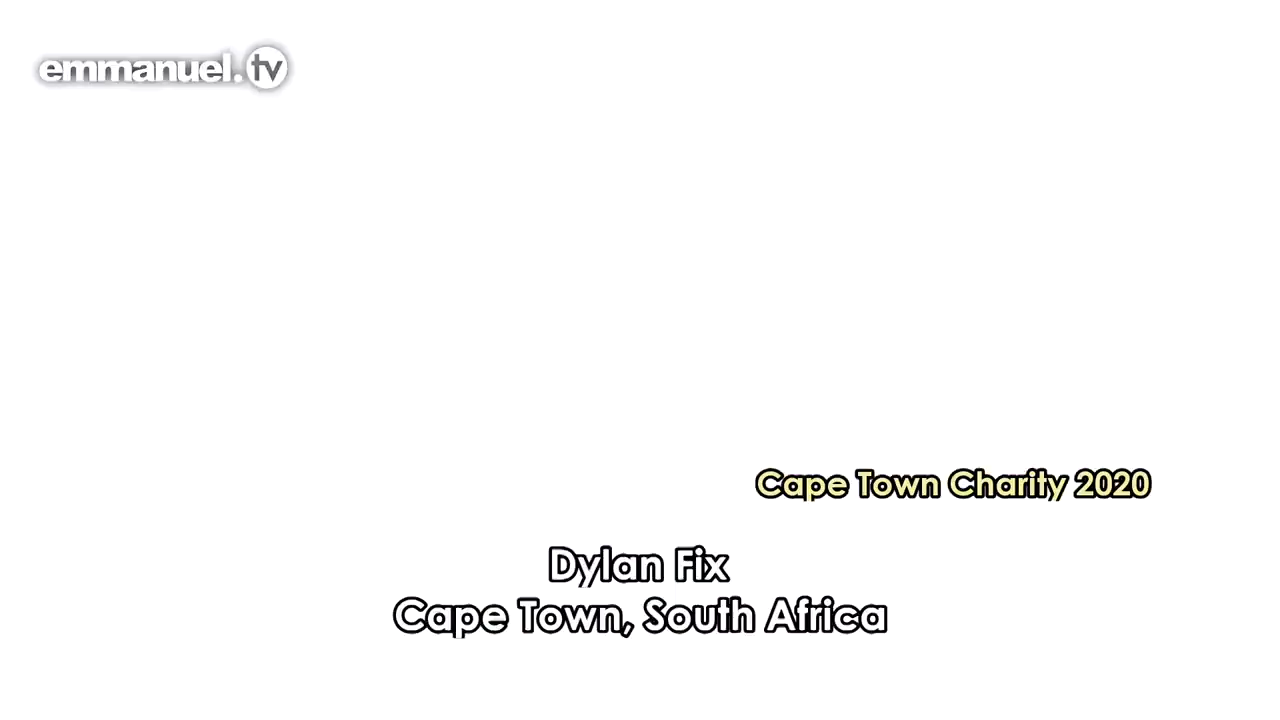 emmanuel.tv
Cape Town Charity 2020
Dylan Fix
Cape Town, South Africa